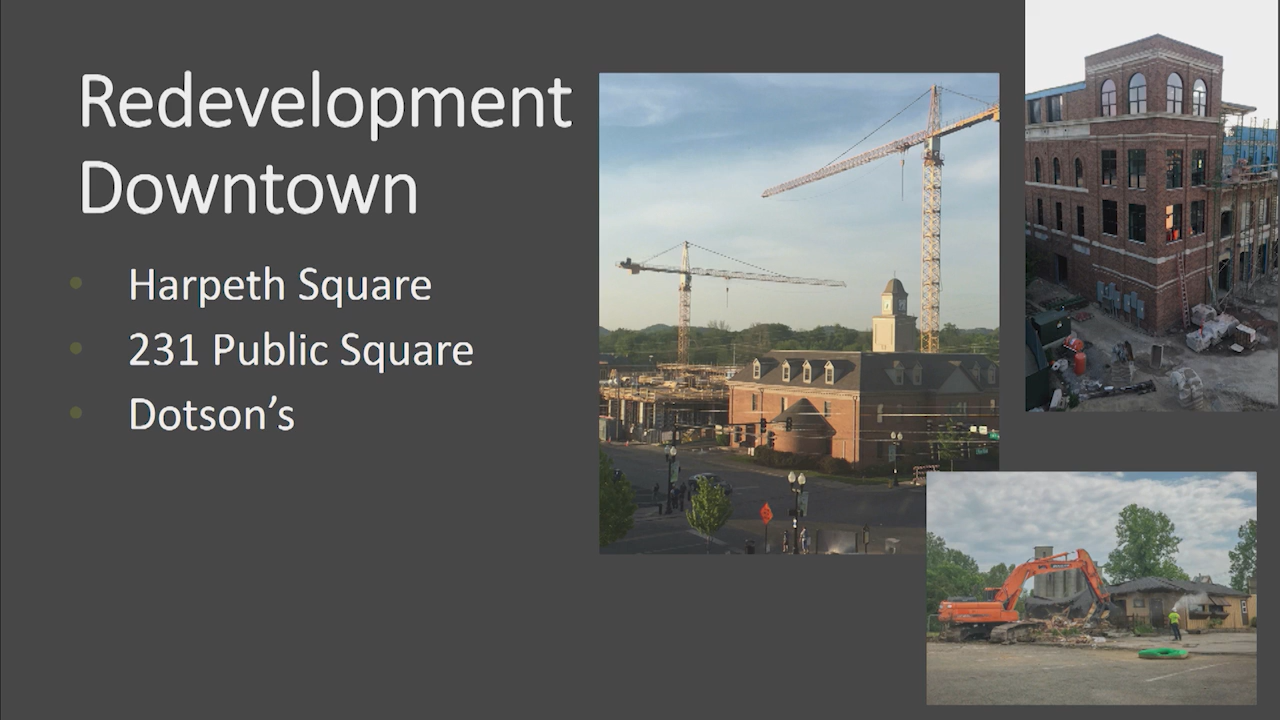 Redevelopment
Downtown
• Harpeth Square
• 231 Public Square
• Dotson’s